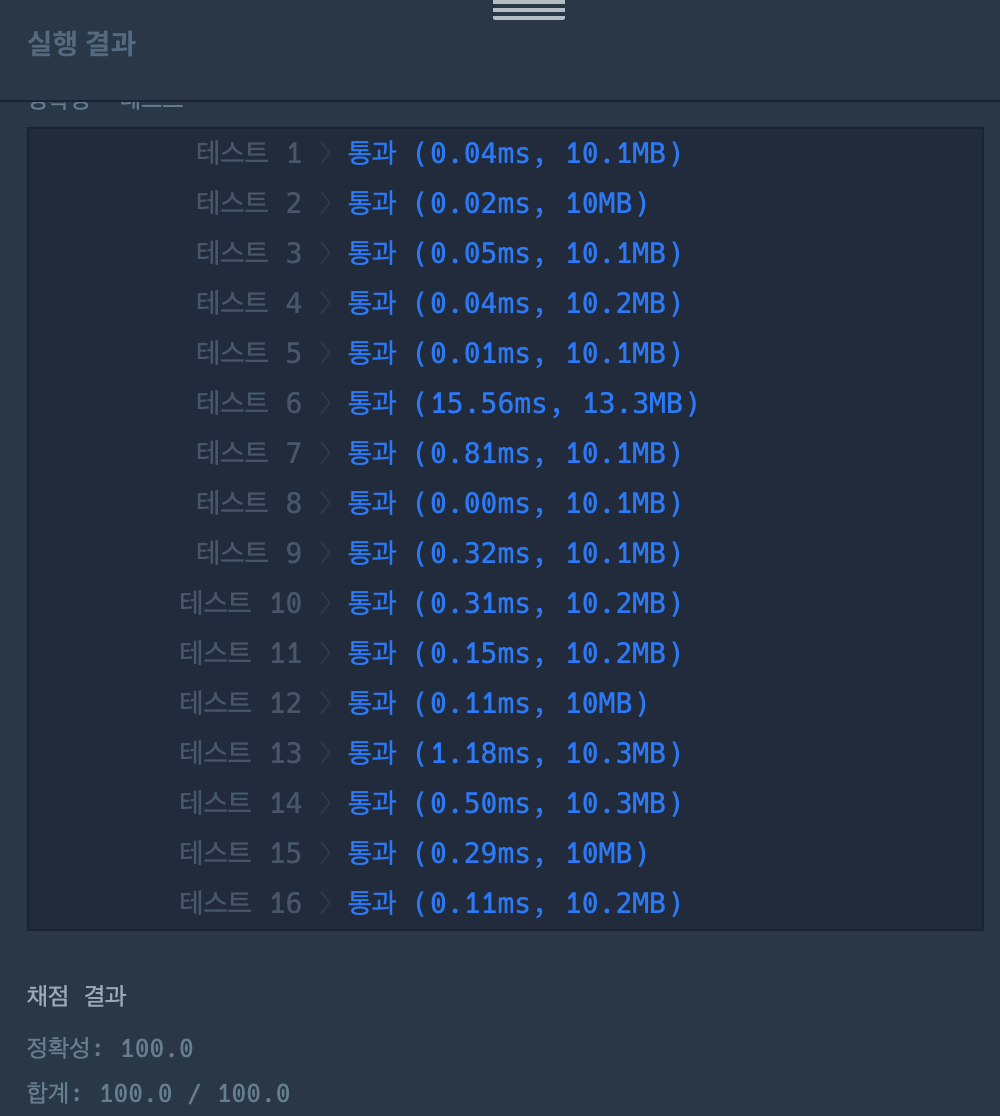 실행 결과
테스트 1 〉 통과 (0.04ms, 10.1MB)
테스트 2 〉 통과 (0.02ms, 10MB)
테스트 3 〉 통과 (0.05ms, 10.1MB)
테스트 4 〉 통과 (0.04ms, 10.2MB)
테스트 5 〉 통과 (0.01ms, 10.1MB)
테스트 6 〉 통과 (15.56ms, 13.3MB)
테스트 7 〉 통과 (0.81ms, 10.1MB)
테스트 8 〉 통과 (0.00ms, 10.1MB)
테스트 9 〉 통과 (0.32ms, 10.1MB)
테스트 10 〉 통과 (0.31ms, 10.2MB)
테스트 11 〉 통과 (0.15ms, 10.2MB)
테스트 12 〉 통과 (0.11ms, 10MB)
테스트 13 〉 통과 (1.18ms, 10.3MB)
테스트 14 〉 통과 (0.50ms, 10.3MB)
테스트 15 〉 통과 (0.29ms, 10MB)
테스트 16 〉 통과 (0.11ms, 10.2MB)
채점 결과
정확성: 100.0
합계: 100.0 / 100.0